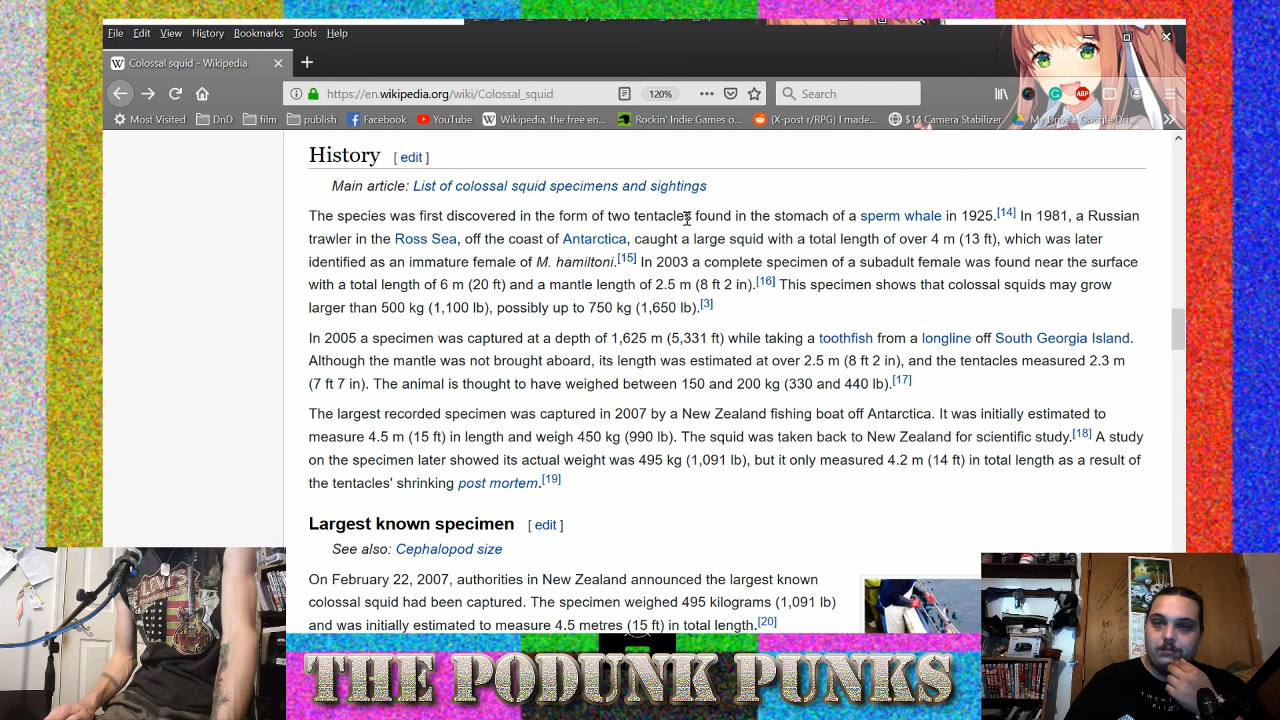 File Edit View History Bookmarks Tools Help
Colossal squid - Wikipedia
https://en.wikipedia.org/wiki/Colossal_squid 120% Search
ABP
Most Visited DnD film publish Facebook YouTube Wikipedia, the free en... Rockin' Indie Games o... (X-post r/RPG) I made... $14 Camera Stabilizer My Drive - Google Dri...
History [ edit ]
Main article: List of colossal squid specimens and sightings
The species was first discovered in the form of two tentacles found in the stomach of a sperm whale in 1925.[14] In 1981, a Russian
trawler in the Ross Sea, off the coast of Antarctica, caught a large squid with a total length of over 4 m (13 ft), which was later
identified as an immature female of M. hamiltoni.[15] In 2003 a complete specimen of a subadult female was found near the surface
with a total length of 6 m (20 ft) and a mantle length of 2.5 m (8 ft 2 in).[16] This specimen shows that colossal squids may grow
larger than 500 kg (1,100 lb), possibly up to 750 kg (1,650 lb).[3]
In 2005 a specimen was captured at a depth of 1,625 m (5,331 ft) while taking a toothfish from a longline off South Georgia Island.
Although the mantle was not brought aboard, its length was estimated at over 2.5 m (8 ft 2 in), and the tentacles measured 2.3 m
(7 ft 7 in). The animal is thought to have weighed between 150 and 200 kg (330 and 440 lb).[17]
The largest recorded specimen was captured in 2007 by a New Zealand fishing boat off Antarctica. It was initially estimated to
measure 4.5 m (15 ft) in length and weigh 450 kg (990 lb). The squid was taken back to New Zealand for scientific study.[18] A study
on the specimen later showed its actual weight was 495 kg (1,091 lb), but it only measured 4.2 m (14 ft) in total length as a result of
the tentacles' shrinking post mortem.[19]
Largest known specimen [ edit ]
See also: Cephalopod size
On February 22, 2007, authorities in New Zealand announced the largest known
colossal squid had been captured. The specimen weighed 495 kilograms (1,091 lb)
and was initially estimated to measure 4.5 metres (15 ft) in total length.[20]
THE PODUNK PUNKS